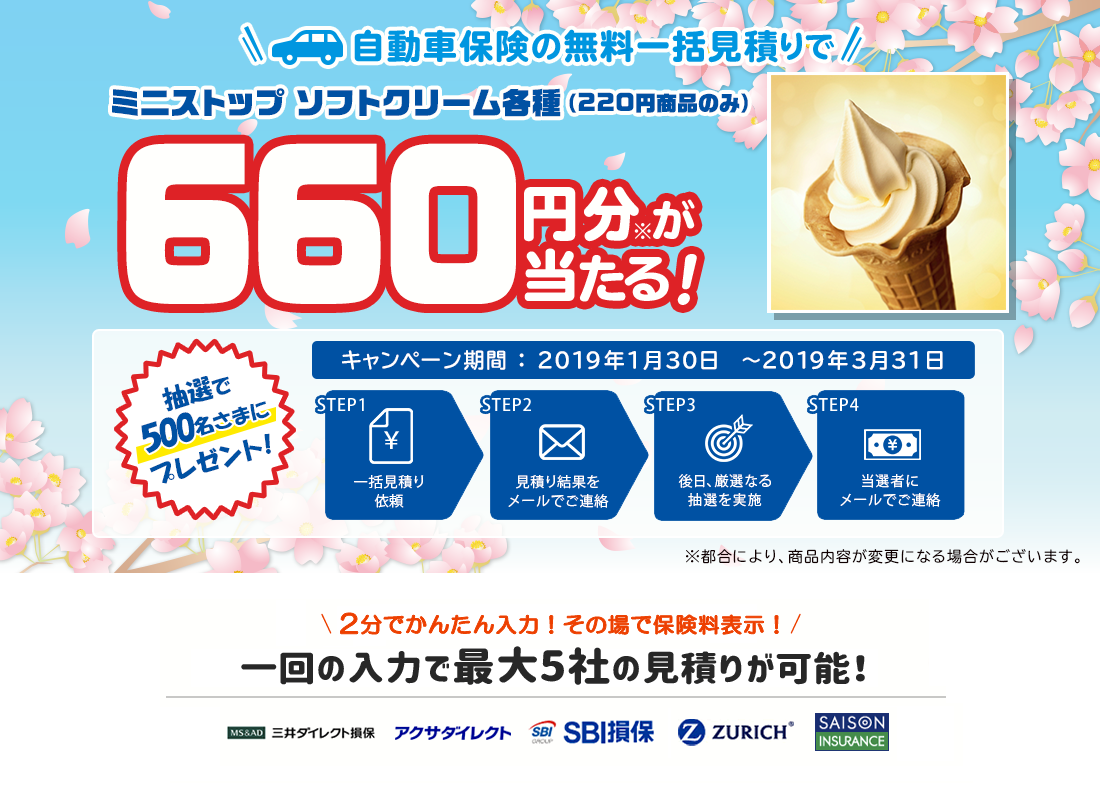 自動車保険の無料一括見積りで
ミニストップ ソフトクリーム各種(220円商品のみ)
660円分※が
当たる!
抽選で
500名さまに
プレゼント!
キャンペーン期間 : 2019年1月30日 ~2019年3月31日
STEP1
一括見積り
依頼
STEP2
見積り結果を
メールでご連絡
STEP3
後日、厳選なる
抽選を実施
STEP4
当選者に
メールでご連絡
※都合により、商品内容が変更になる場合がございます。
\ 2分でかんたん入力!その場で保険料表示! /
一回の入力で最大5社の見積りが可能!
MS&AD 三井ダイレクト損保
アクサダイレクト
SBI GROUP SBI損保
Z ZURICH®
SAISON
INSURANCE